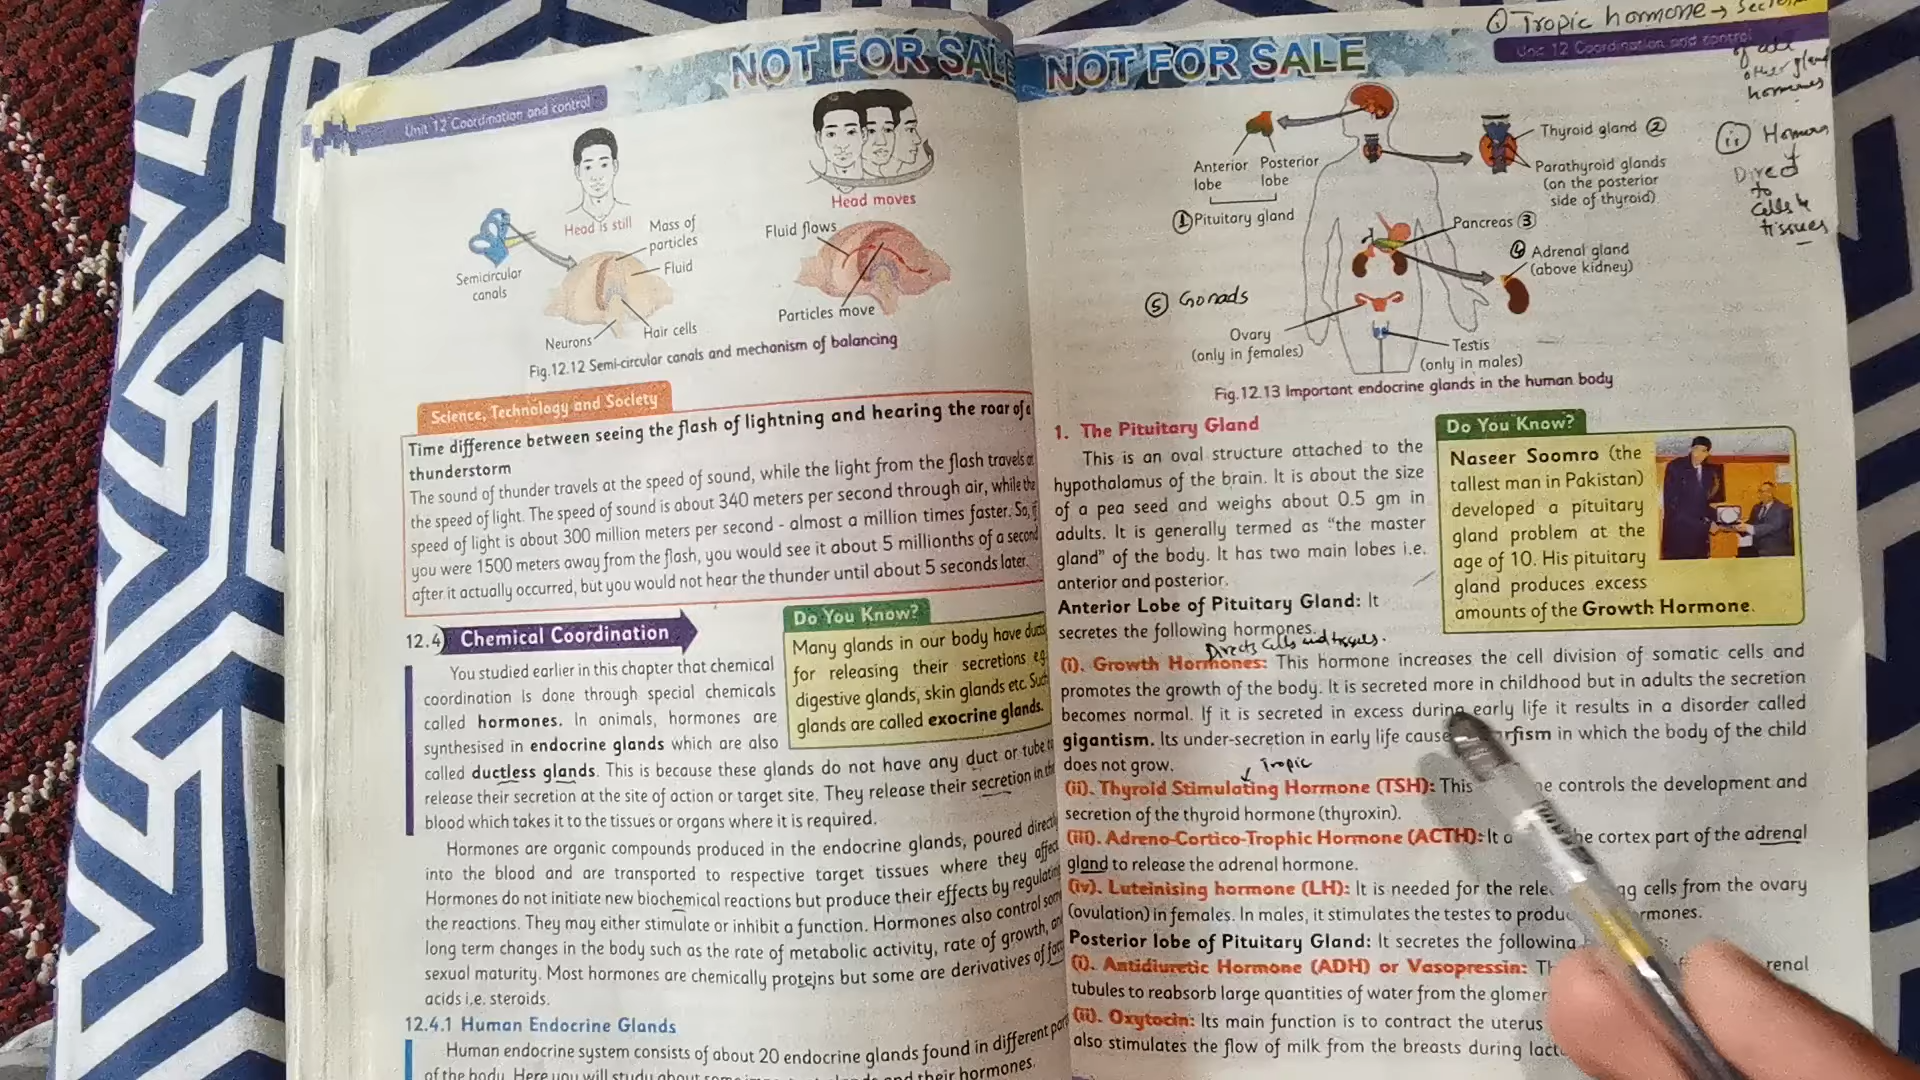 NOT FOR SALE
Unit 12 Coordination and control
Head is still
Head moves
Semicircular
canals
Mass of
particles
Fluid
Hair cells
Neurons
Fluid flows
Particles move
Fig.12.12 Semi-circular canals and mechanism of balancing
Science, Technology and Society
Time difference between seeing the flash of lightning and hearing the roar of a
thunderstorm
The sound of thunder travels at the speed of sound, while the light from the flash travels at
the speed of light. The speed of sound is about 340 meters per second through air, while the
speed of light is about 300 million meters per second - almost a million times faster. So, if
you were 1500 meters away from the flash, you would see it about 5 millionths of a second
after it actually occurred, but you would not hear the thunder until about 5 seconds later.
12.4 Chemical Coordination
You studied earlier in this chapter that chemical
coordination is done through special chemicals
called hormones. In animals, hormones are
synthesised in endocrine glands which are also
called ductless glands. This is because these glands do not have any duct or tube to
release their secretion at the site of action or target site. They release their secretion in the
blood which takes it to the tissues or organs where it is required.
Do You Know?
Many glands in our body have ducts
for releasing their secretions eg.
digestive glands, skin glands etc. Such
glands are called exocrine glands.
Hormones are organic compounds produced in the endocrine glands, poured directly
into the blood and are transported to respective target tissues where they affect
Hormones do not initiate new biochemical reactions but produce their effects by regulating
the reactions. They may either stimulate or inhibit a function. Hormones also control some
long term changes in the body such as the rate of metabolic activity, rate of growth, and
sexual maturity. Most hormones are chemically proteins but some are derivatives of fatty
acids i.e. steroids.
12.4.1 Human Endocrine Glands
Human endocrine system consists of about 20 endocrine glands found in different part
of the body. Here you will study about some and their hormones.
① Tropic hormone →
NOT FOR SALE
Unit 12 Coordination and control
of all
other gland
hormones
ⓘⓘ
Direct
to
cells &
tissues
Anterior
lobe
Posterior
lobe
① Pituitary gland
Thyroid gland ②
Parathyroid glands
(on the posterior
side of thyroid)
Pancreas ③
④ Adrenal gland
(above kidney)
⑤ Gonads
Ovary
(only in females)
Testis
(only in males)
Fig.12.13 Important endocrine glands in the human body
1. The Pituitary Gland
This is an oval structure attached to the
hypothalamus of the brain. It is about the size
of a pea seed and weighs about 0.5 gm in
adults. It is generally termed as "the master
gland" of the body. It has two main lobes i.e.
anterior and posterior.
Do You Know?
Naseer Soomro (the
tallest man in Pakistan)
developed a pituitary
gland problem at the
age of 10. His pituitary
gland produces excess
amounts of the Growth Hormone.
Anterior Lobe of Pituitary Gland: It
secretes the following hormones.
Directs cells and tissues.
(i). Growth Hormones: This hormone increases the cell division of somatic cells and
promotes the growth of the body. It is secreted more in childhood but in adults the secretion
becomes normal. If it is secreted in excess during early life it results in a disorder called
gigantism. Its under-secretion in early life cause rfism in which the body of the child
does not grow.
Tropic
(ii). Thyroid Stimulating Hormone (TSH): This controls the development and
secretion of the thyroid hormone (thyroxin).
(iii). Adreno-Cortico-Trophic Hormone (ACTH): It he cortex part of the adrenal
gland to release the adrenal hormone.
(iv). Luteinising hormone (LH): It is needed for the rele g cells from the ovary
(ovulation) in females. In males, it stimulates the testes to produ rmones.
Posterior lobe of Pituitary Gland: It secretes the following
(i). Antidiuretic Hormone (ADH) or Vasopressin: renal
tubules to reabsorb large quantities of water from the glomer
(ii). Oxytocin: Its main function is to contract the uterus
also stimulates the flow of milk from the breasts during lact